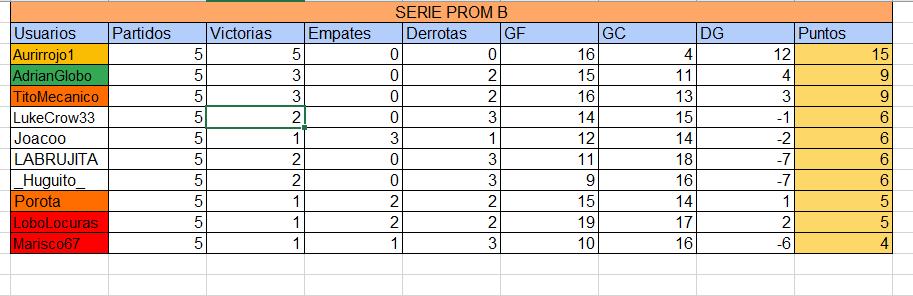 SERIE PROM B
Usuarios Partidos Victorias Empates Derrotas GF GC DG Puntos
Aurirrojo1 5 5 0 0 16 4 12 15
AdrianGlobo 5 3 0 2 15 11 4 9
TitoMecanico 5 3 0 2 16 13 3 9
LukeCrow33 5 2 0 3 14 15 -1 6
Joacoo 5 1 3 1 12 14 -2 6
LABRUJITA 5 2 0 3 11 18 -7 6
_Huguito_ 5 2 0 3 9 16 -7 6
Porota 5 1 2 2 15 14 1 5
LoboLocuras 5 1 2 2 19 17 2 5
Marisco67 5 1 1 3 10 16 -6 4